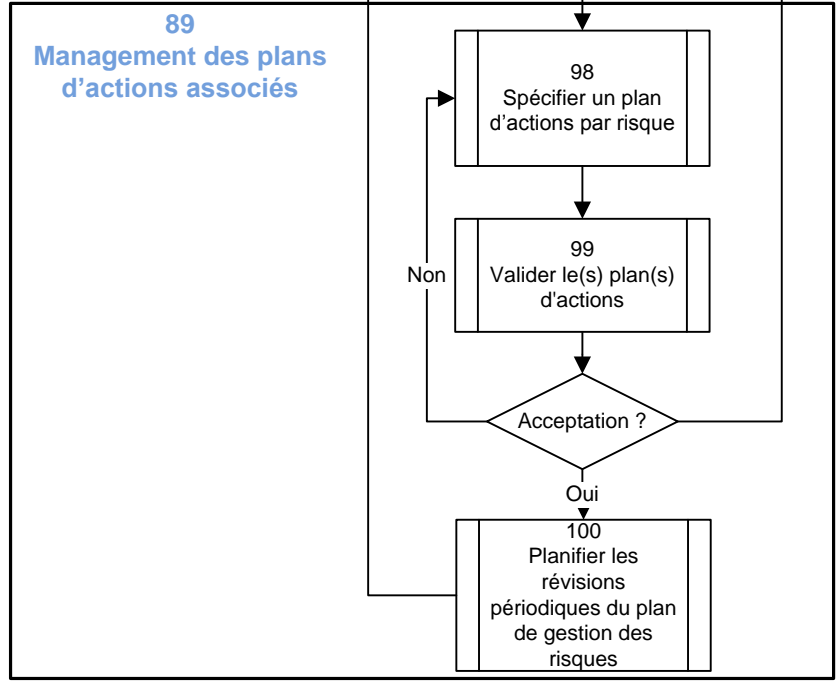 89
Management des plans
d’actions associés
98
Spécifier un plan
d’actions par risque
99
Valider le(s) plan(s)
d'actions
Non
Acceptation ?
Oui
100
Planifier les
révisions
périodiques du plan
de gestion des
risques